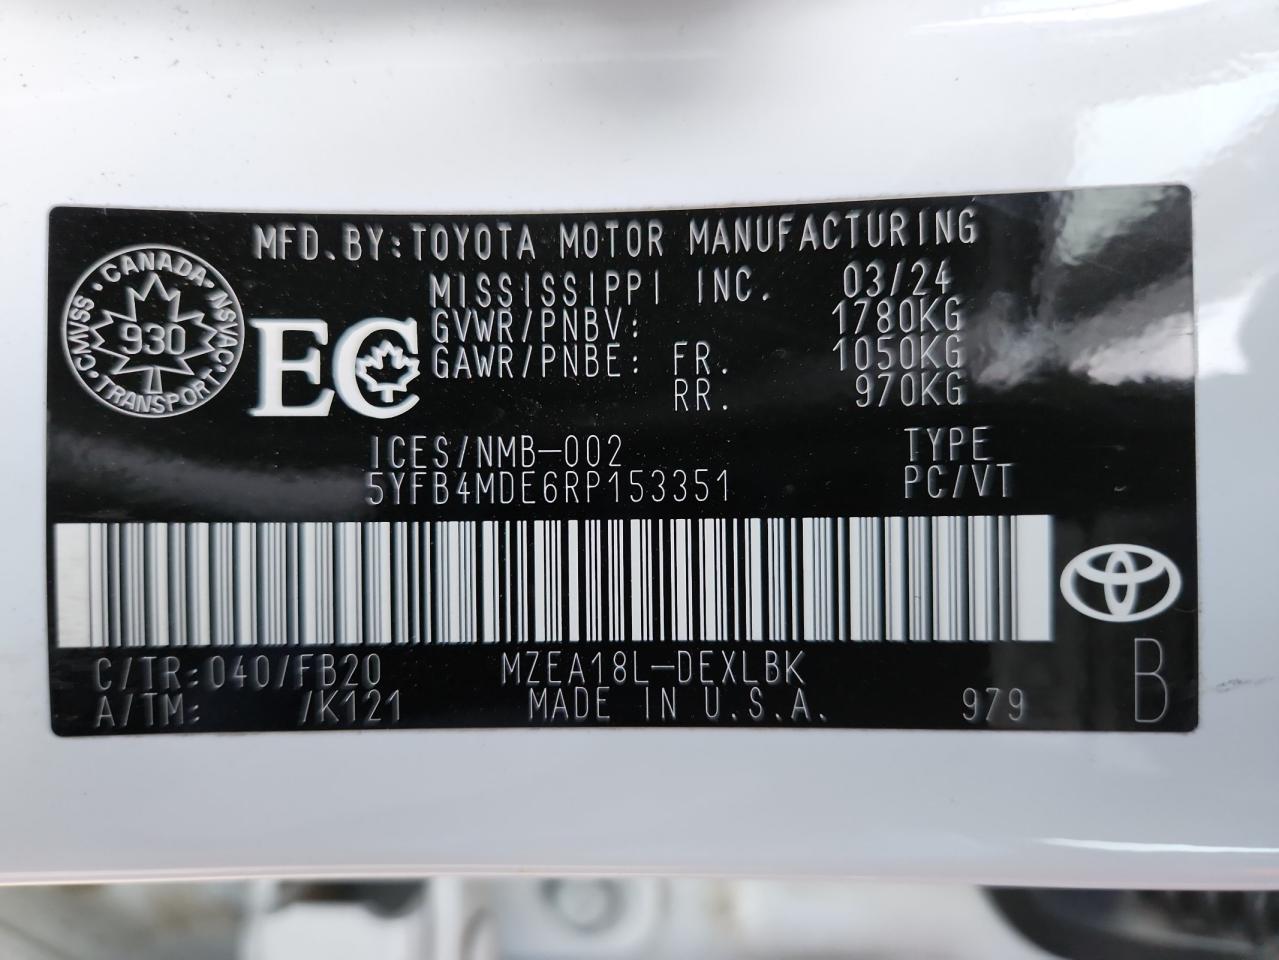 MFD.BY:TOYOTA MOTOR MANUFACTURING
MISSISSIPPI INC. 03/24
GVWR/PNBV: 1780KG
GAWR/PNBE: FR. 1050KG
RR. 970KG
CANADA
CMVSS 930 NSVAC
TRANSPORT
EC
ICES/NMB-002 TYPE
5YFB4MDE6RP153351 PC/VT
C/TR:040/FB20 MZEA18L-DEXLBK
A/TM: /K121 MADE IN U.S.A. 979 B